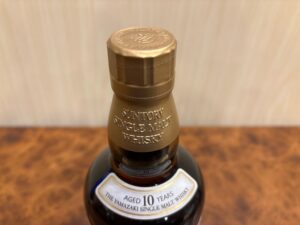 SUNTORY
SINGLE MALT
WHISKY
AGED 10 YEARS
THE YAMAZAKI SINGLE MALT WHISKY